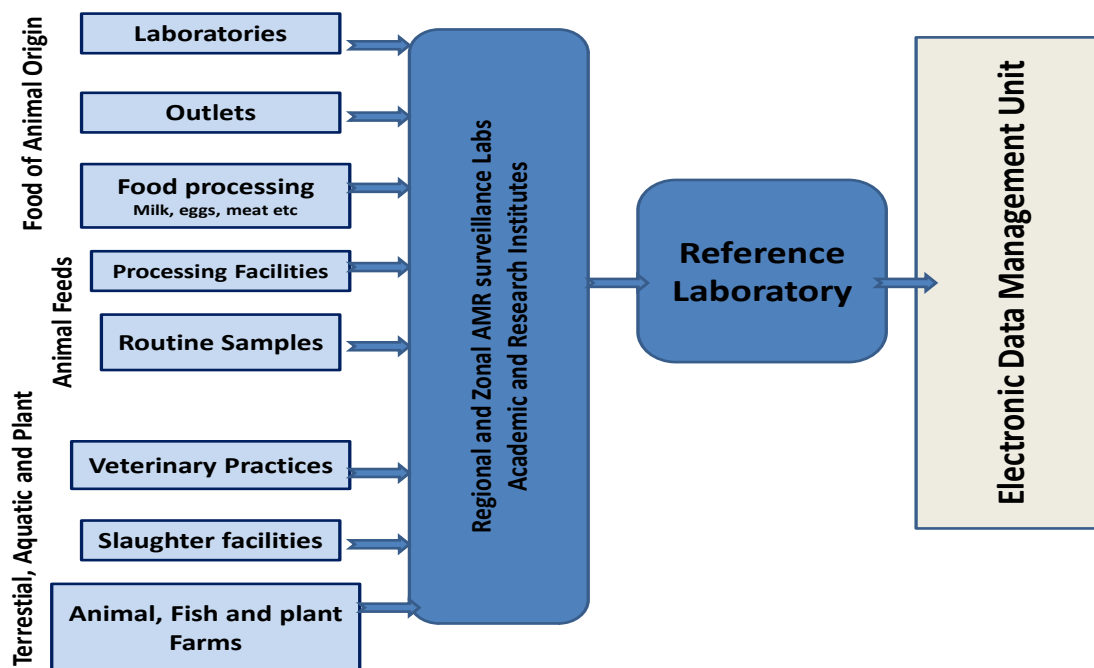 Food of Animal Origin
Laboratories
Outlets
Food processing
Milk, eggs, meat etc
Animal Feeds
Processing Facilities
Routine Samples
Terrestial, Aquatic and Plant
Veterinary Practices
Slaughter facilities
Animal, Fish and plant
Farms
Regional and Zonal AMR surveillance Labs
Academic and Research Institutes
Reference
Laboratory
Electronic Data Management Unit